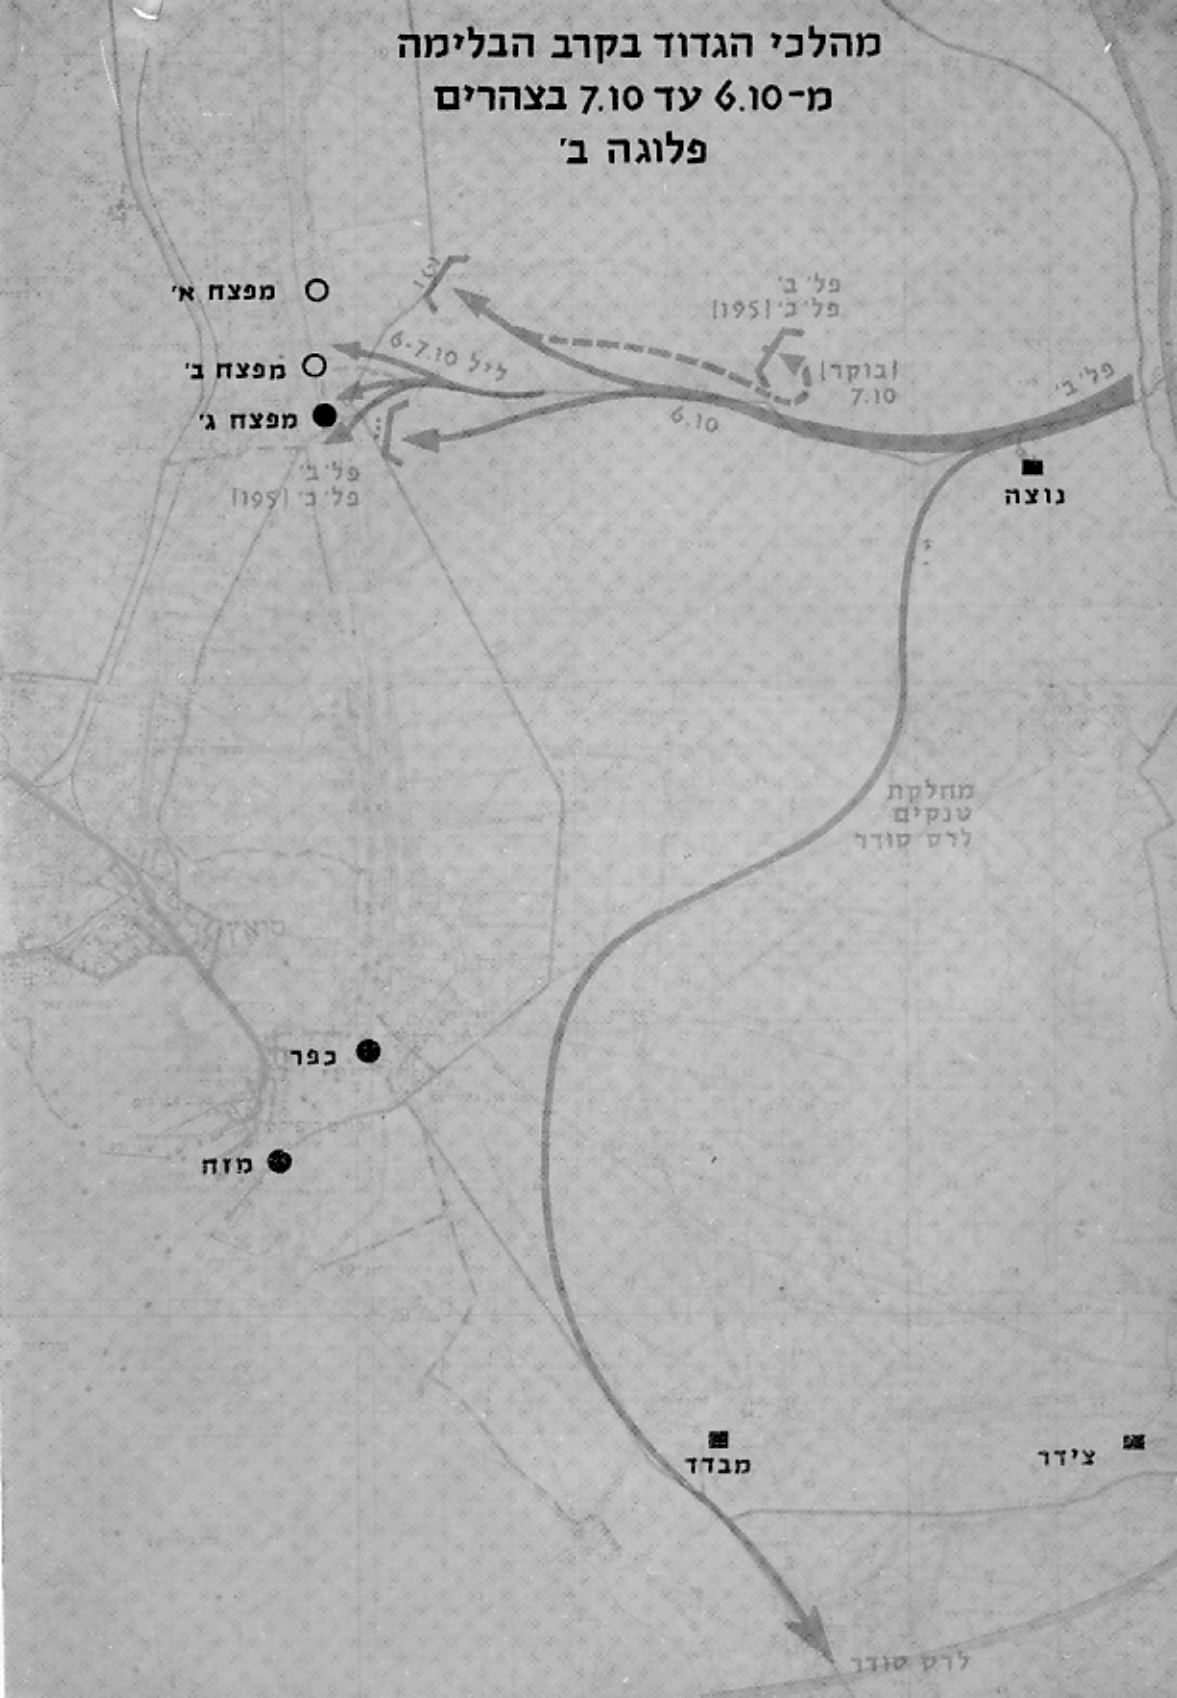 מהלכי הגדוד בקרב הבלימה
מ-6.10 עד 7.10 בצהרים
פלוגה ב'
מפצח א'
מפצח ב'
מפצח ג'
ליל 6-7.10
פל' ב'
פל' כ' [195]
[בוקר]
7.10
פל' ב'
6.10
פל' ב'
פל' כ' [195]
נוצה
מחלקת
טנקים
לרס סודר
סואץ
כפר
מזח
מבדד
צידר
לרס סודר